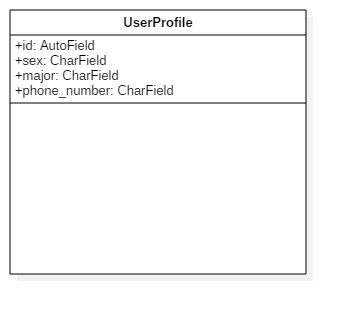 UserProfile
+id: AutoField
+sex: CharField
+major: CharField
+phone_number: CharField